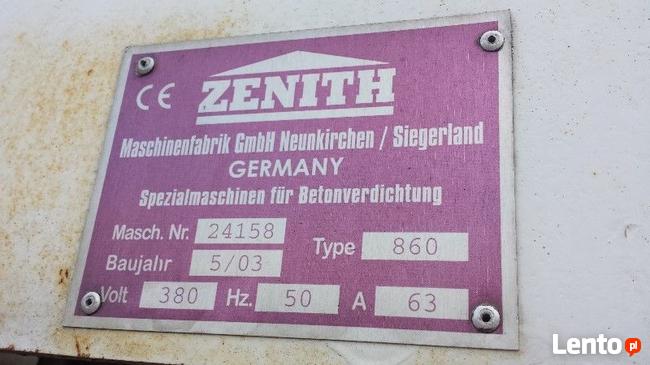 CE ZENITH
Maschinenfabrik GmbH Neunkirchen / Siegerland
GERMANY
Spezialmaschinen für Betonverdichtung
Masch. Nr. 24158 Type 860
Baujahr 5/03
Volt 380 Hz. 50 A 63
Lento.pl